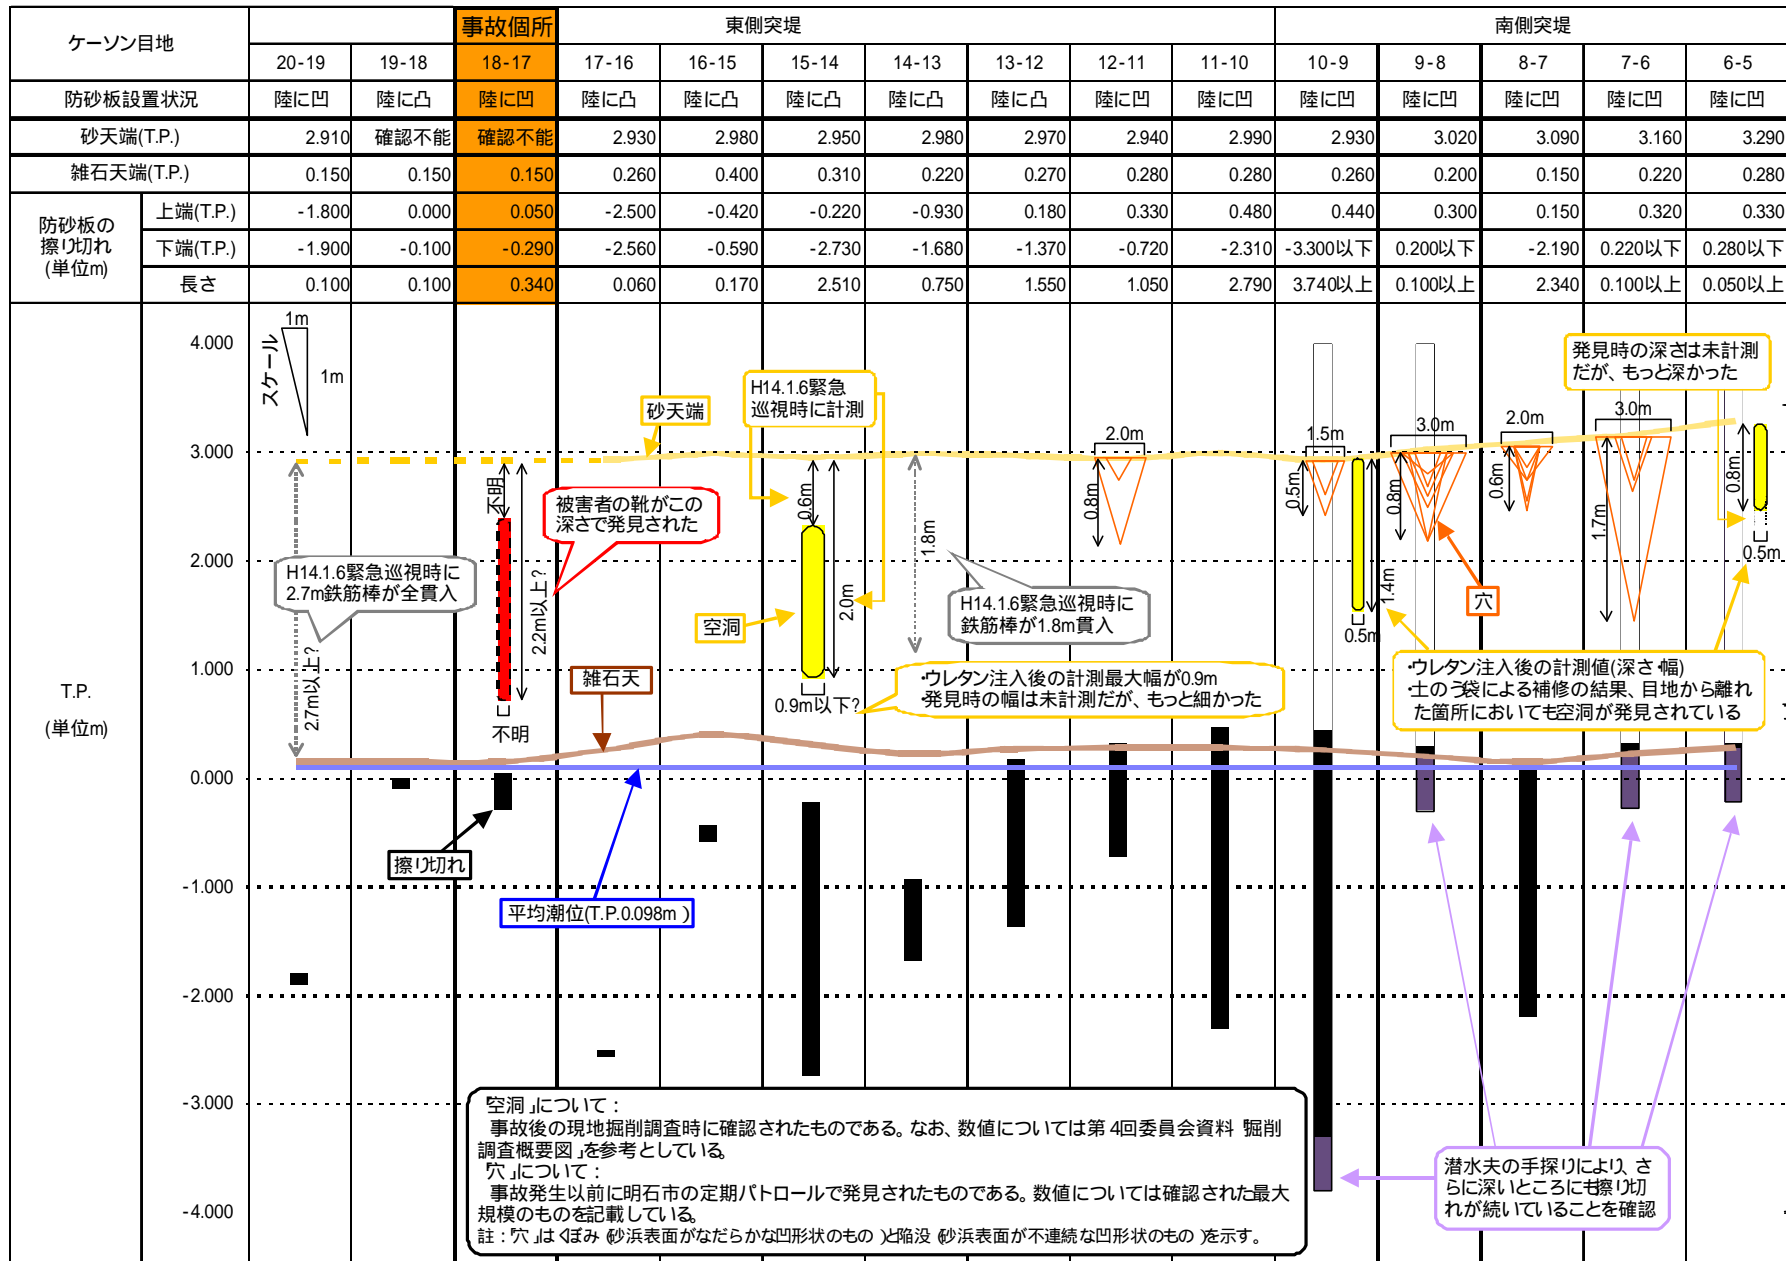 ケーソン目地 事故個所 東側突堤 南側突堤
20-19 19-18 18-17 17-16 16-15 15-14 14-13 13-12 12-11 11-10 10-9 9-8 8-7 7-6 6-5
防砂板設置状況 陸に凹 陸に凸 陸に凹 陸に凸 陸に凸 陸に凸 陸に凸 陸に凸 陸に凹 陸に凹 陸に凹 陸に凹 陸に凹 陸に凹 陸に凹
砂天端(T.P.) 2.910 確認不能 確認不能 2.930 2.980 2.950 2.980 2.970 2.940 2.990 2.930 3.020 3.090 3.160 3.290
雑石天端(T.P.) 0.150 0.150 0.150 0.260 0.400 0.310 0.220 0.270 0.280 0.280 0.260 0.200 0.150 0.220 0.280
防砂板の
擦り切れ
(単位m)
上端(T.P.) -1.800 0.000 0.050 -2.500 -0.420 -0.220 -0.930 0.180 0.330 0.480 0.440 0.300 0.150 0.320 0.330
下端(T.P.) -1.900 -0.100 -0.290 -2.560 -0.590 -2.730 -1.680 -1.370 -0.720 -2.310 -3.300以下 0.200以下 -2.190 0.220以下 0.280以下
長さ 0.100 0.100 0.340 0.060 0.170 2.510 0.750 1.550 1.050 2.790 3.740以上 0.100以上 2.340 0.100以上 0.050以上
T.P.
(単位m)
4.000
3.000
2.000
1.000
0.000
-1.000
-2.000
-3.000
-4.000
スケール
1m
1m
砂天端
H14.1.6緊急
巡視時に計測
発見時の深さは未計測
だが、もっと深かった
不明
被害者の靴がこの
深さで発見された
0.6m
2.0m
1.8m
2.0m
0.8m
1.5m
0.5m
3.0m
0.8m
2.0m
0.6m
3.0m
1.7m
0.8m
0.5m
H14.1.6緊急巡視時に
2.7m鉄筋棒が全貫入
2.7m以上?
2.2m以上?
不明
空洞
0.9m以下?
H14.1.6緊急巡視時に
鉄筋棒が1.8m貫入
1.4m
0.5m
穴
雑石天
・ウレタン注入後の計測最大幅が0.9m
・発見時の幅は未計測だが、もっと細かった
・ウレタン注入後の計測値(深さ・幅)
・土のう袋による補修の結果、目地から離れ
た箇所においても空洞が発見されている
擦り切れ
平均潮位(T.P.0.098m)
「空洞」について:
事故後の現地掘削調査時に確認されたものである。なお、数値については第4回委員会資料「掘削
調査概要図」を参考としている。
「穴」について:
事故発生以前に明石市の定期パトロールで発見されたものである。数値については確認された最大
規模のものを記載している。
註:「穴」はくぼみ(砂浜表面がなだらかな凹形状のもの)と陥没(砂浜表面が不連続な凹形状のもの)を示す。
潜水夫の手探りにより、さ
らに深いところにも擦り切
れが続いていることを確認